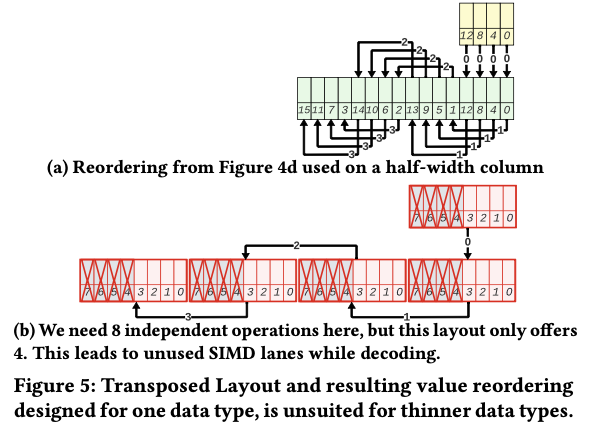 12 8 4 0
0 0 0 0
2
2
2
2
15 11 7 3 14 10 6 2 13 9 5 1 12 8 4 0
3 1
3 1
3 1
3 1
(a) Reordering from Figure 4d used on a half-width column
7 6 5 4 3 2 1 0
0
2
7 6 5 4 3 2 1 0 7 6 5 4 3 2 1 0 7 6 5 4 3 2 1 0 7 6 5 4 3 2 1 0
3 1
(b) We need 8 independent operations here, but this layout only offers
4. This leads to unused SIMD lanes while decoding.
Figure 5: Transposed Layout and resulting value reordering
designed for one data type, is unsuited for thinner data types.